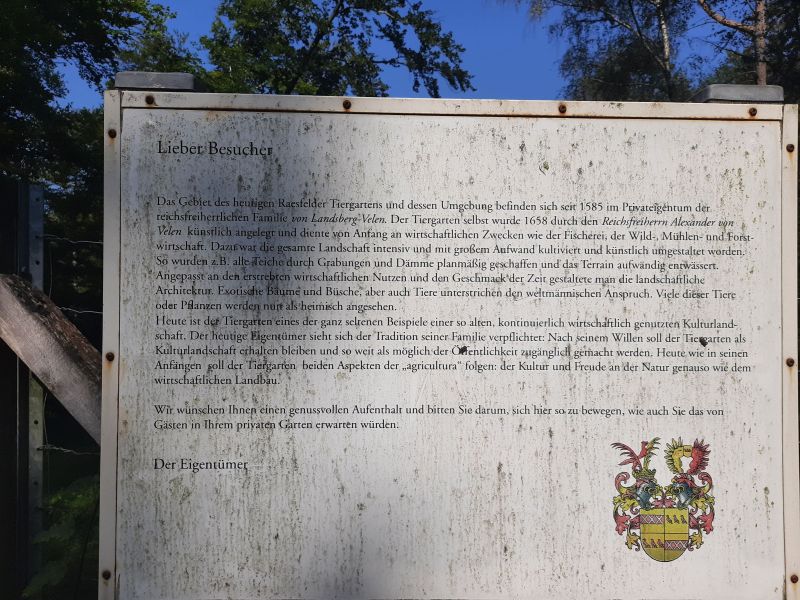 Lieber Besucher
Das Gebiet des heutigen Raesfelder Tiergartens und dessen Umgebung befinden sich seit 1585 im Privateigentum der
reichsfreiherrlichen Familie von Landsberg-Velen. Der Tiergarten selbst wurde 1658 durch den Reichsfreiherrn Alexander von
Velen künstlich angelegt und diente von Anfang an wirtschaftlichen Zwecken wie der Fischerei, der Wild-, Mühlen- und Forst-
wirtschaft. Dazu war die gesamte Landschaft intensiv und mit großem Aufwand kultiviert und künstlich umgestaltet worden.
So wurden z.B. alle Teiche durch Grabungen und Dämme planmäßig geschaffen und das Terrain aufwändig entwässert.
Angepasst an den erstrebten wirtschaftlichen Nutzen und den Geschmack der Zeit gestaltete man die landschaftliche
Architektur. Exotische Bäume und Büsche, aber auch Tiere unterstrichen den weltmännischen Anspruch. Viele dieser Tiere
oder Pflanzen werden nun als heimisch angesehen.
Heute ist der Tiergarten eines der ganz seltenen Beispiele einer so alten, kontinuierlich wirtschaftlich genutzten Kulturland-
schaft. Der heutige Eigentümer sieht sich der Tradition seiner Familie verpflichtet: Nach seinem Willen soll der Tiergarten als
Kulturlandschaft erhalten bleiben und so weit als möglich der Öffentlichkeit zugänglich gemacht werden. Heute wie in seinen
Anfängen soll der Tiergarten beiden Aspekten der „agricultura“ folgen: der Kultur und Freude an der Natur genauso wie dem
wirtschaftlichen Landbau.
Wir wünschen Ihnen einen genussvollen Aufenthalt und bitten Sie darum, sich hier so zu bewegen, wie auch Sie das von
Gästen in Ihrem privaten Garten erwarten würden.
Der Eigentümer